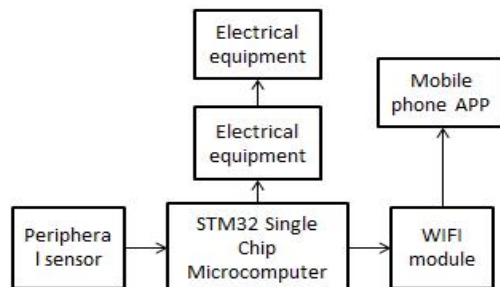 Electrical
equipment
Mobile
phone APP
Electrical
equipment
Periphera
l sensor
STM32 Single
Chip
Microcomputer
WIFI
module